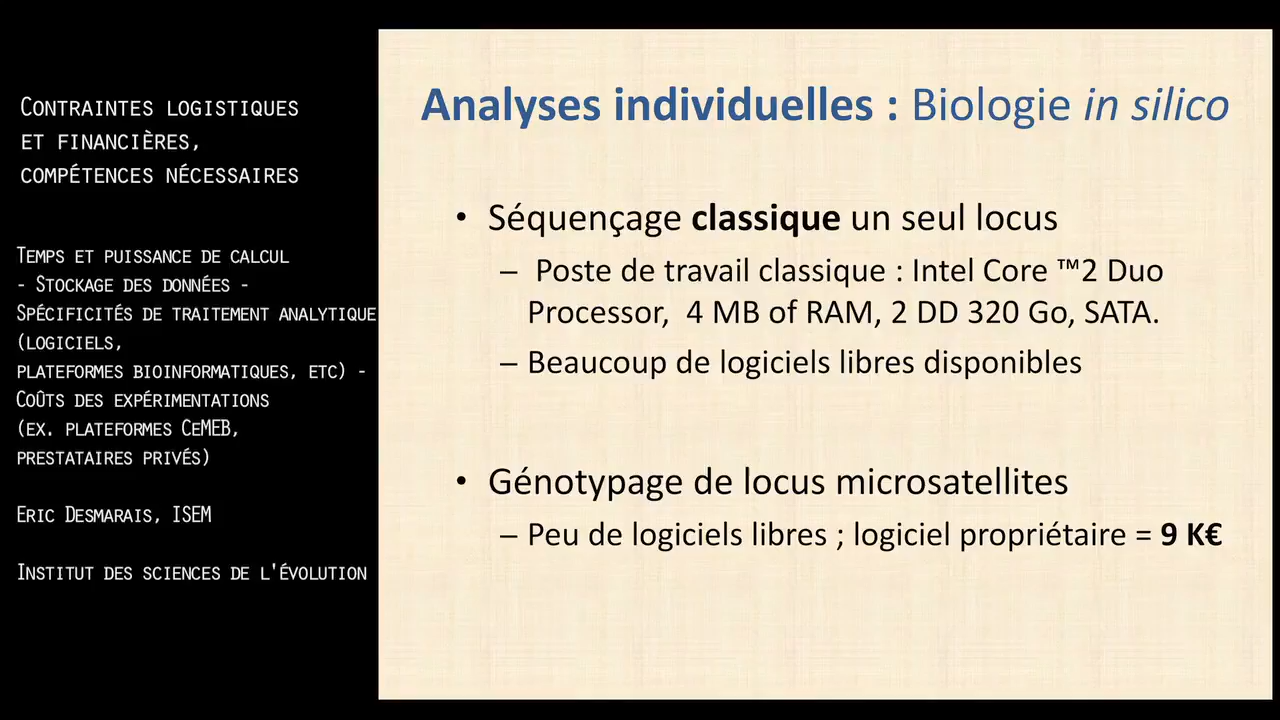 Contraintes logistiques
et financières,
compétences nécessaires
Temps et puissance de calcul
- Stockage des données -
Spécificités de traitement analytique
(logiciels,
plateformes bioinformatiques, etc) -
Coûts des expérimentations
(ex. plateformes CeMEB,
prestataires privés)
Eric Desmarais, ISEM
Institut des sciences de l'évolution
Analyses individuelles : Biologie in silico
• Séquençage classique un seul locus
– Poste de travail classique : Intel Core ™2 Duo
Processor, 4 MB of RAM, 2 DD 320 Go, SATA.
– Beaucoup de logiciels libres disponibles
• Génotypage de locus microsatellites
– Peu de logiciels libres ; logiciel propriétaire = 9 K€